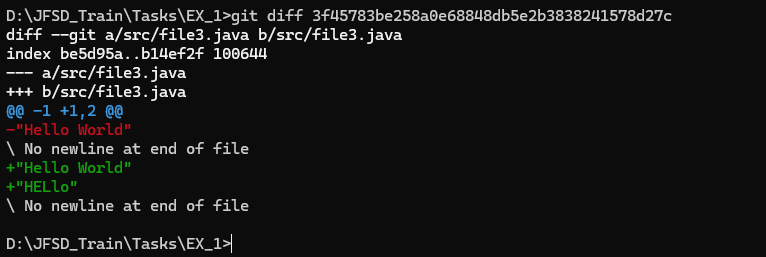 D:\JFSD_Train\Tasks\EX_1>git diff 3f45783be258a0e68848db5e2b3838241578d27c
diff --git a/src/file3.java b/src/file3.java
index be5d95a..b14ef2f 100644
--- a/src/file3.java
+++ b/src/file3.java
@@ -1 +1,2 @@
-"Hello World"
\ No newline at end of file
+"Hello World"
+"HELlo"
\ No newline at end of file
D:\JFSD_Train\Tasks\EX_1>